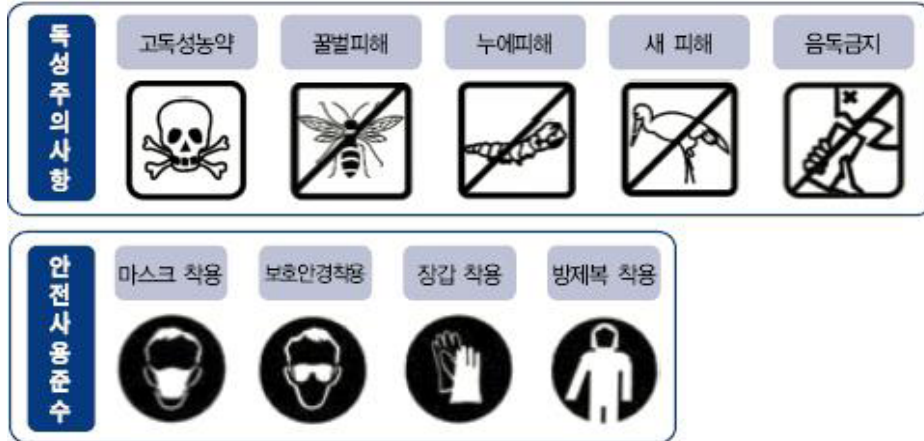 독성주의사항
고독성농약
꿀벌피해
누에피해
새 피해
음독금지
안전사용준수
마스크 착용
보호안경착용
장갑 착용
방제복 착용